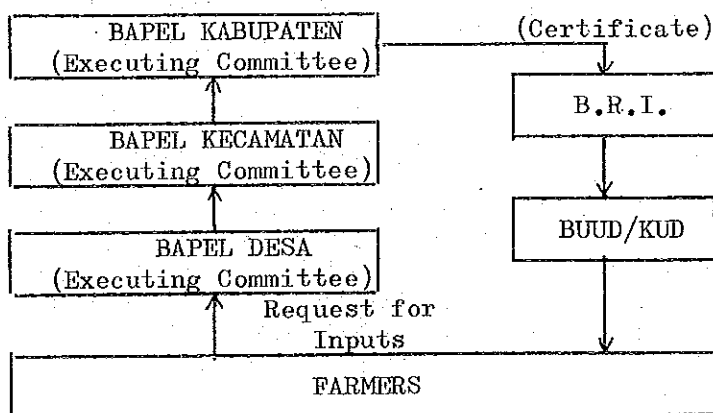 BAPEL KABUPATEN
(Executing Committee)
(Certificate)
B.R.I.
BAPEL KECAMATAN
(Executing Committee)
BUUD/KUD
BAPEL DESA
(Executing Committee)
Request for
Inputs
FARMERS